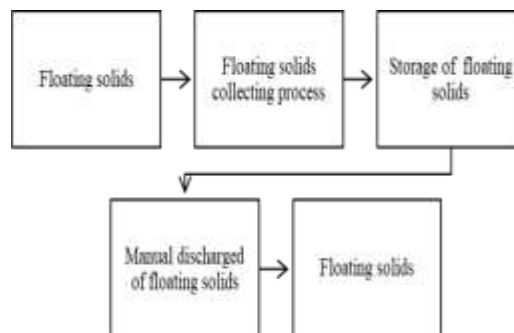 Floating solids
Floating solids
collecting process
Storage of floating
solids
Manual discharged
of floating solids
Floating solids